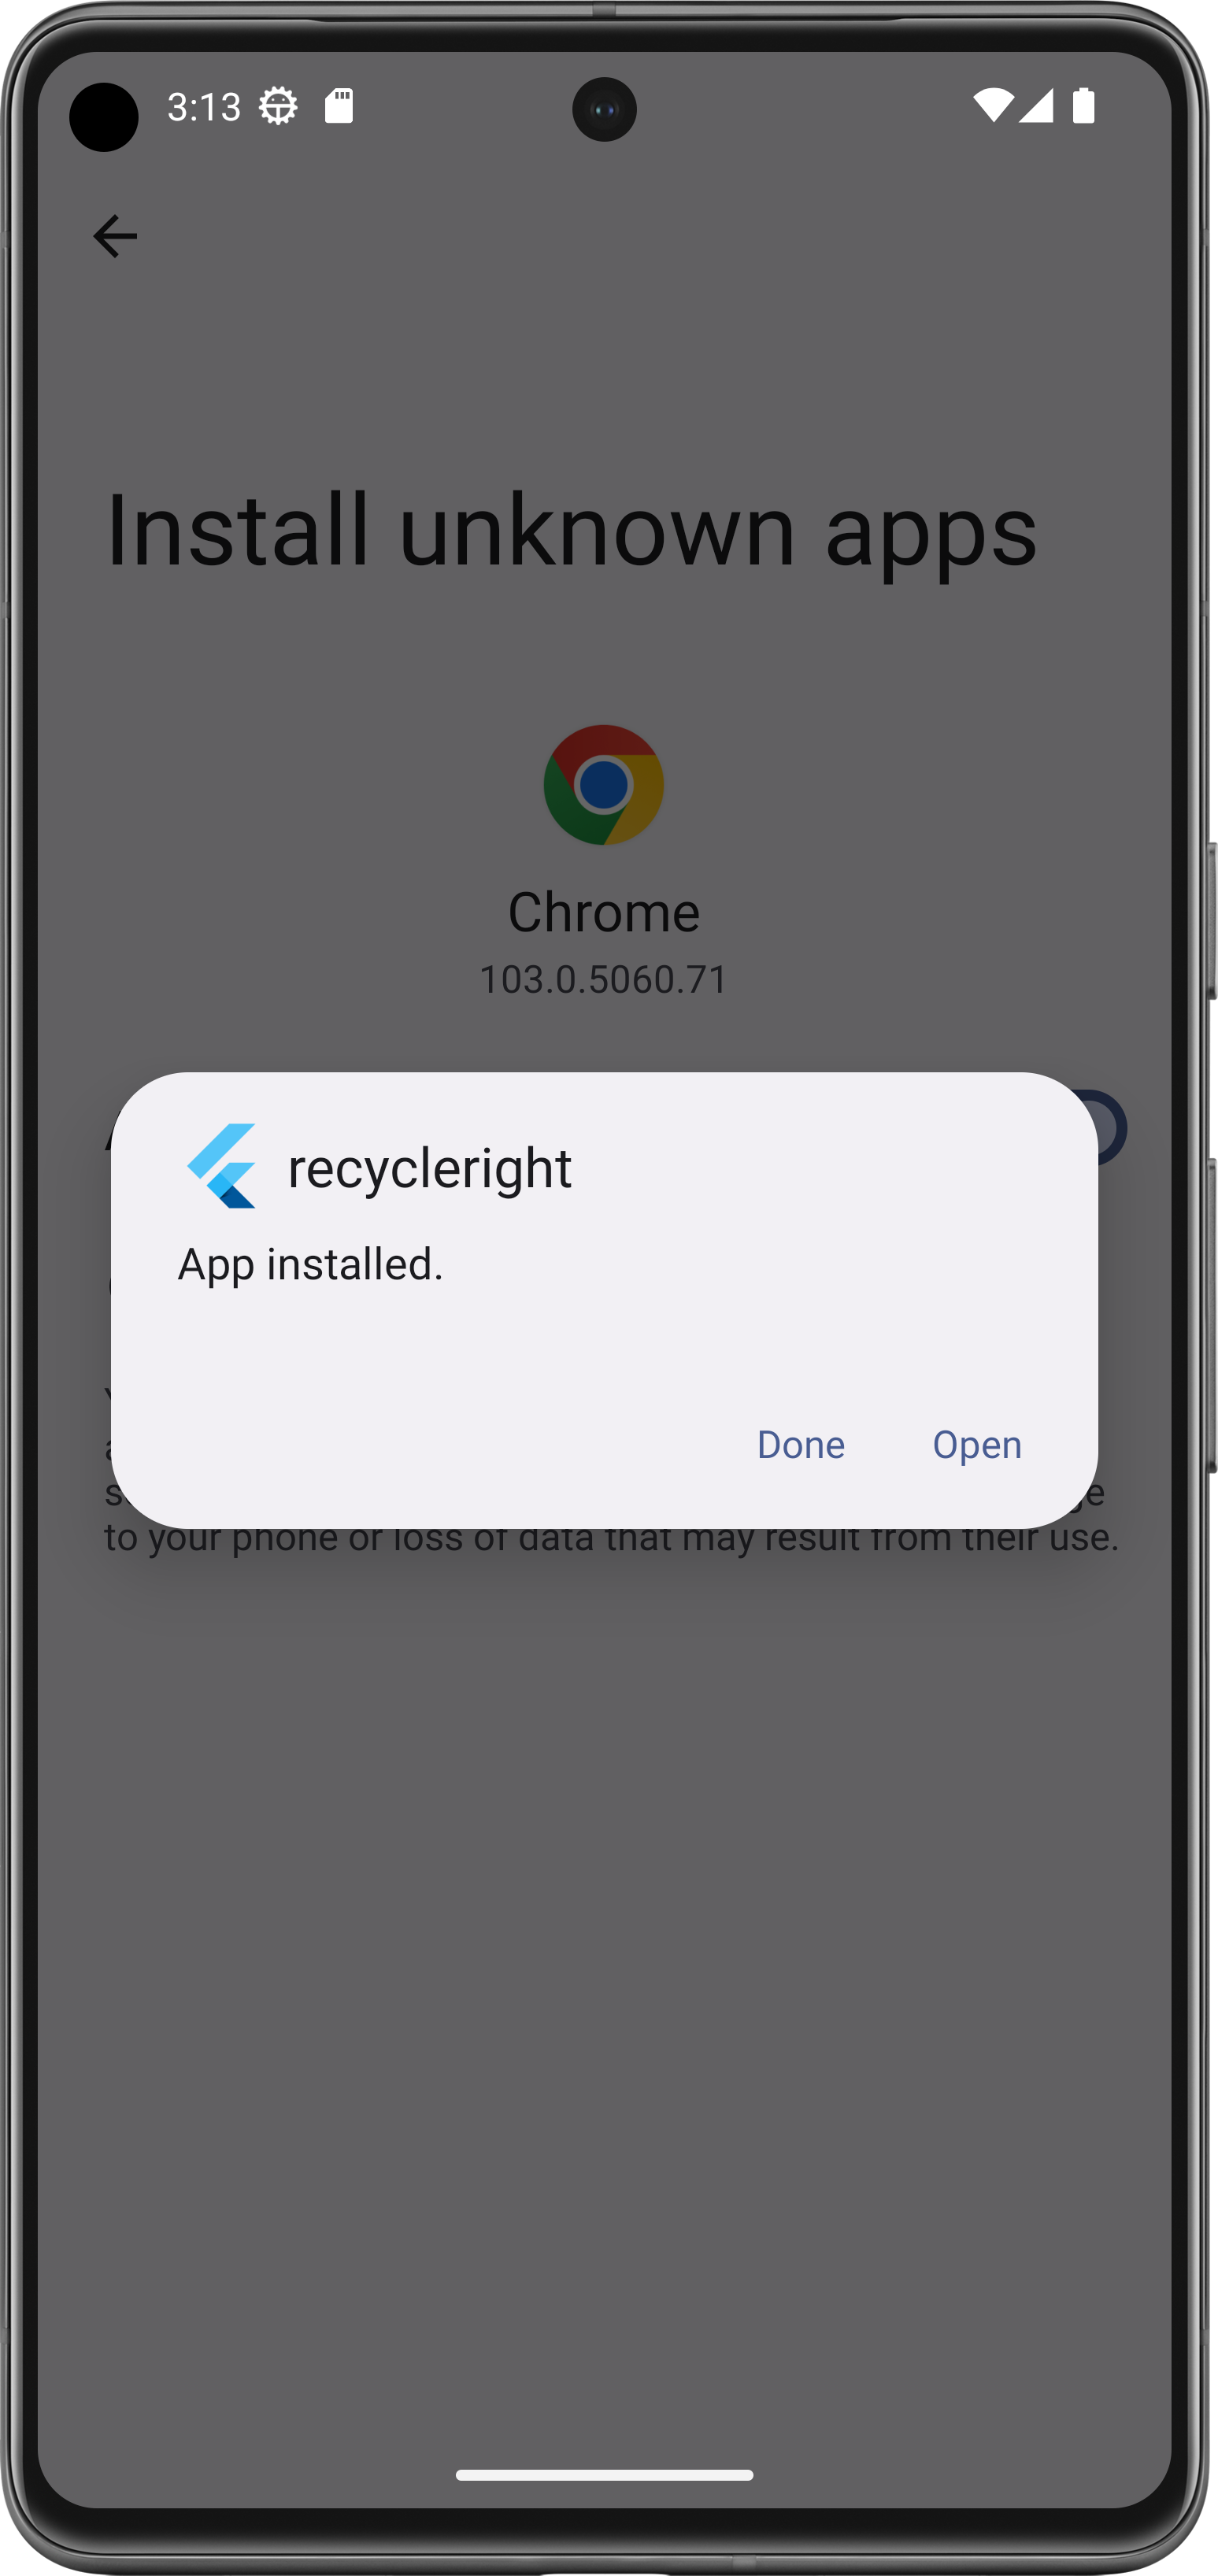 3:13
Install unknown apps
Chrome
103.0.5060.71
recycleright
App installed.
Done Open
to your phone or loss of data that may result from their use.